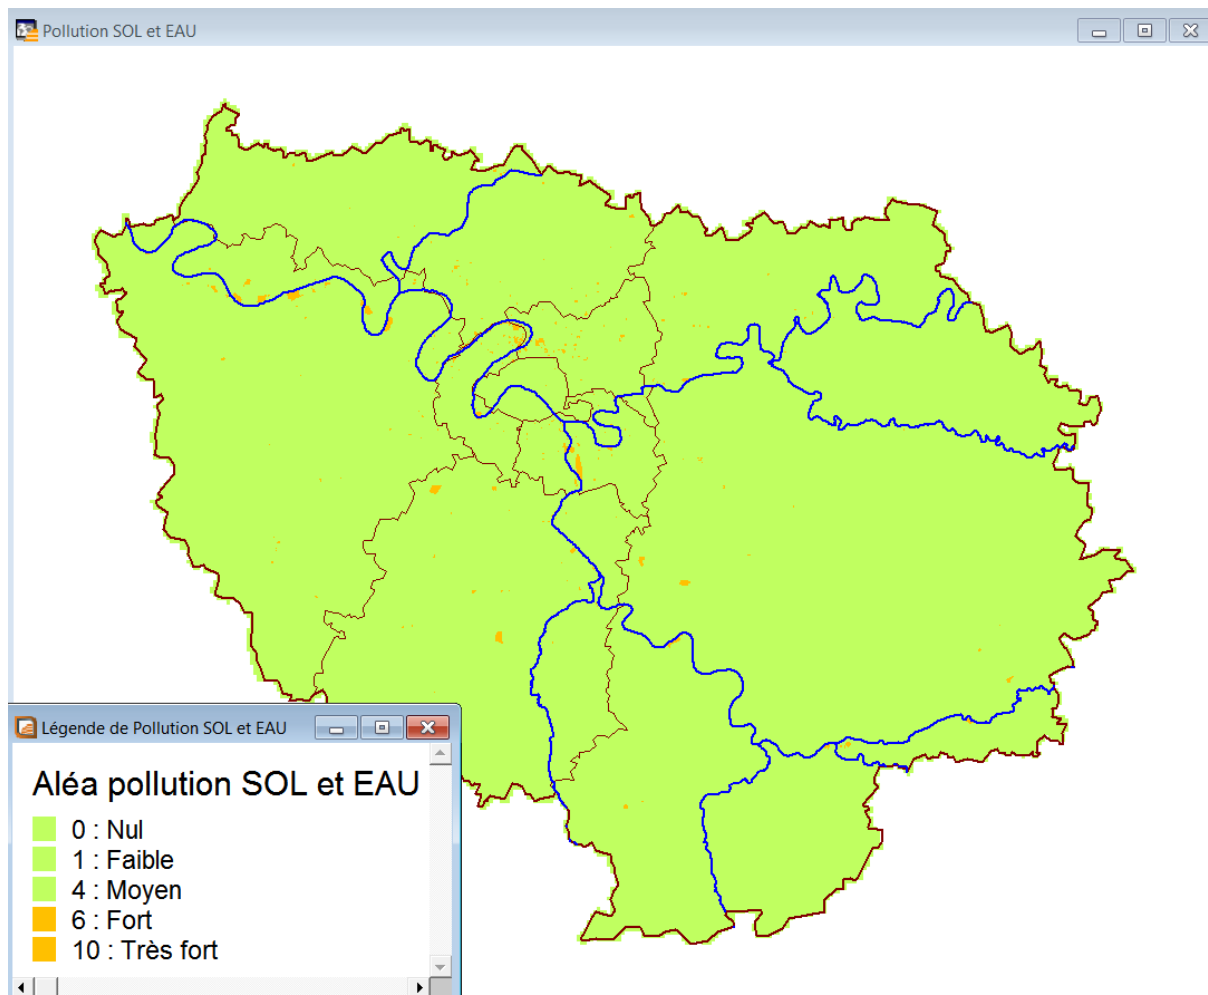 Pollution SOL et EAU
Légende de Pollution SOL et EAU
Aléa pollution SOL et EAU
0 : Nul
1 : Faible
4 : Moyen
6 : Fort
10 : Très fort